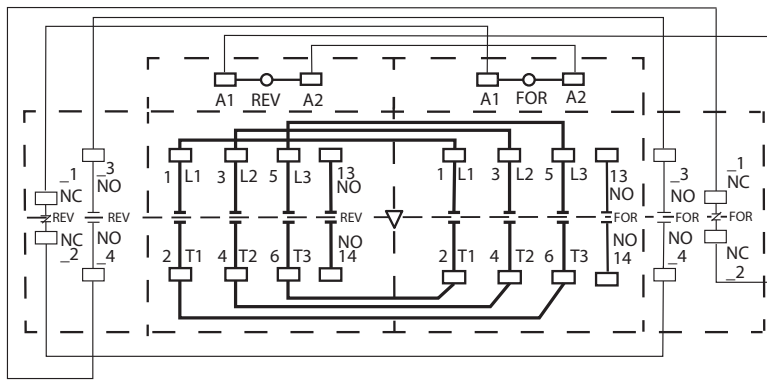 A1 REV A2 A1 FOR A2
_1 NC _3 NO 1 L1 3 L2 5 L3 13 NO 1 L1 3 L2 5 L3 13 NO _3 NO _1 NC
REV REV REV FOR FOR FOR
NC _2 NO _4 2 T1 4 T2 6 T3 NO 14 2 T1 4 T2 6 T3 NO 14 NO _4 NC _2